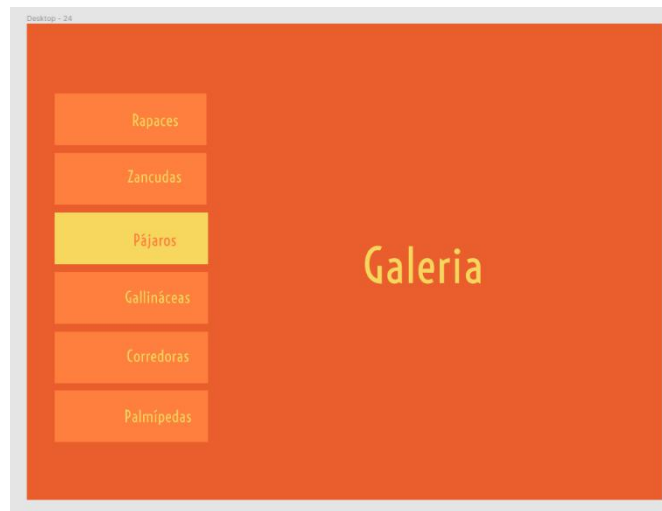 Desktop - 24
Rapaces
Zancudas
Pájaros
Galeria
Gallináceas
Corredoras
Palmípedas